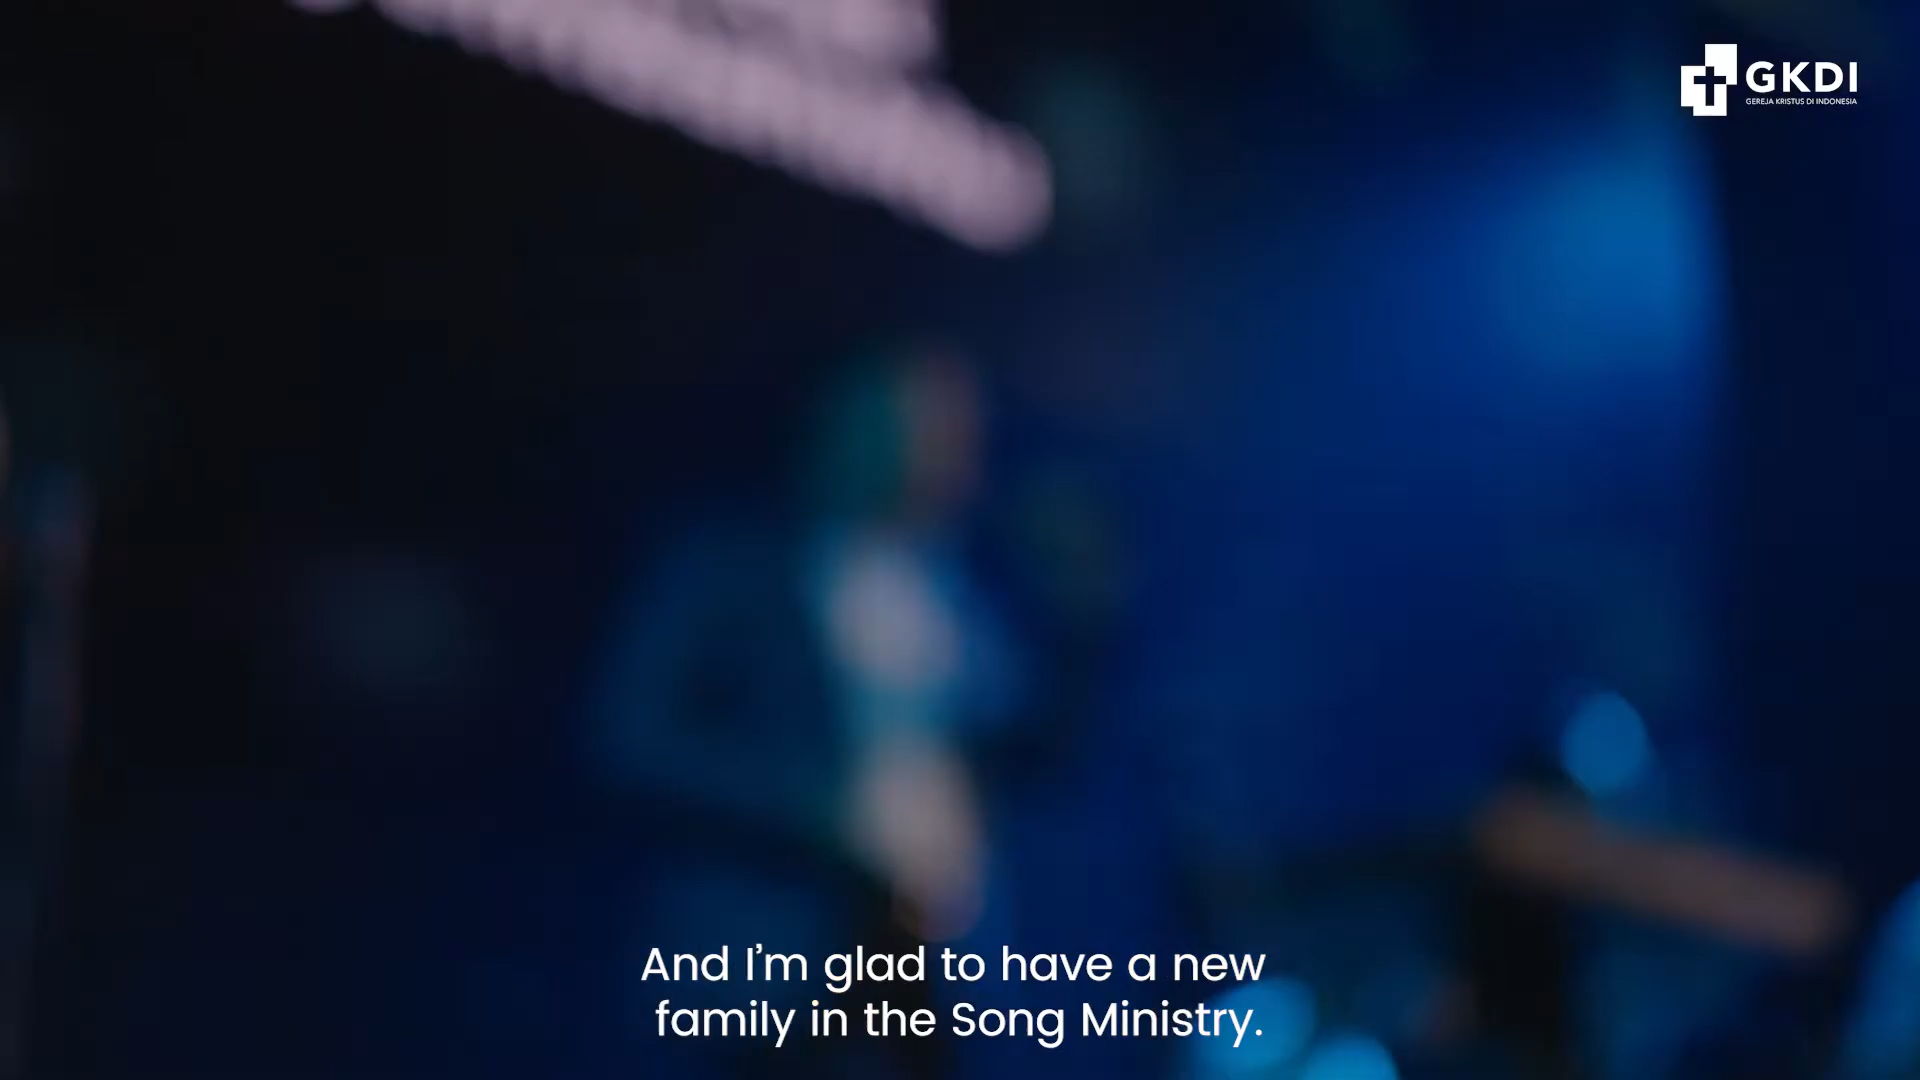 GKDI
GEREJA KRISTUS DI INDONESIA
And I'm glad to have a new
family in the Song Ministry.